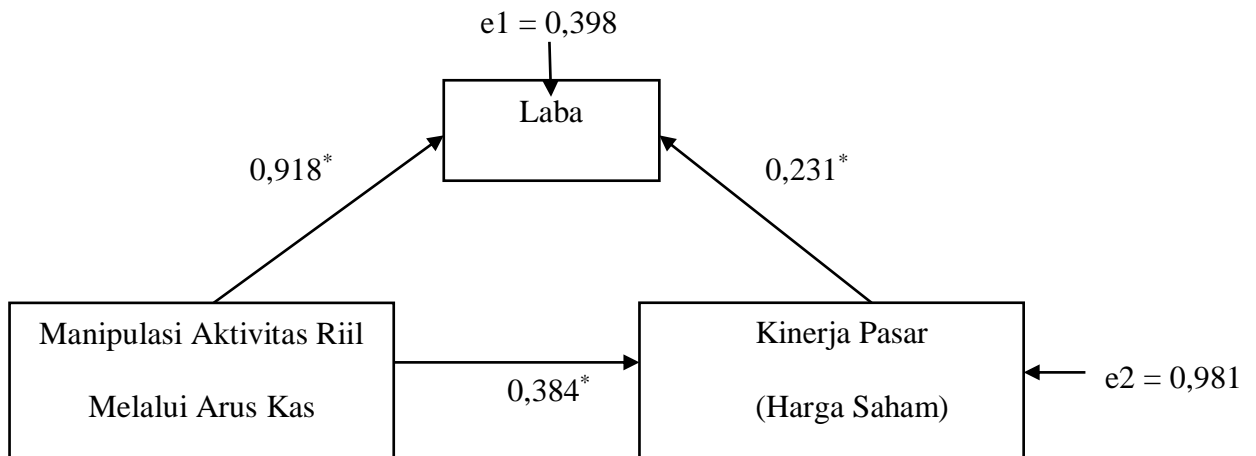 e1 = 0,398
Laba
0,918*
0,231*
Manipulasi Aktivitas Riil
Melalui Arus Kas
0,384*
Kinerja Pasar
(Harga Saham)
e2 = 0,981